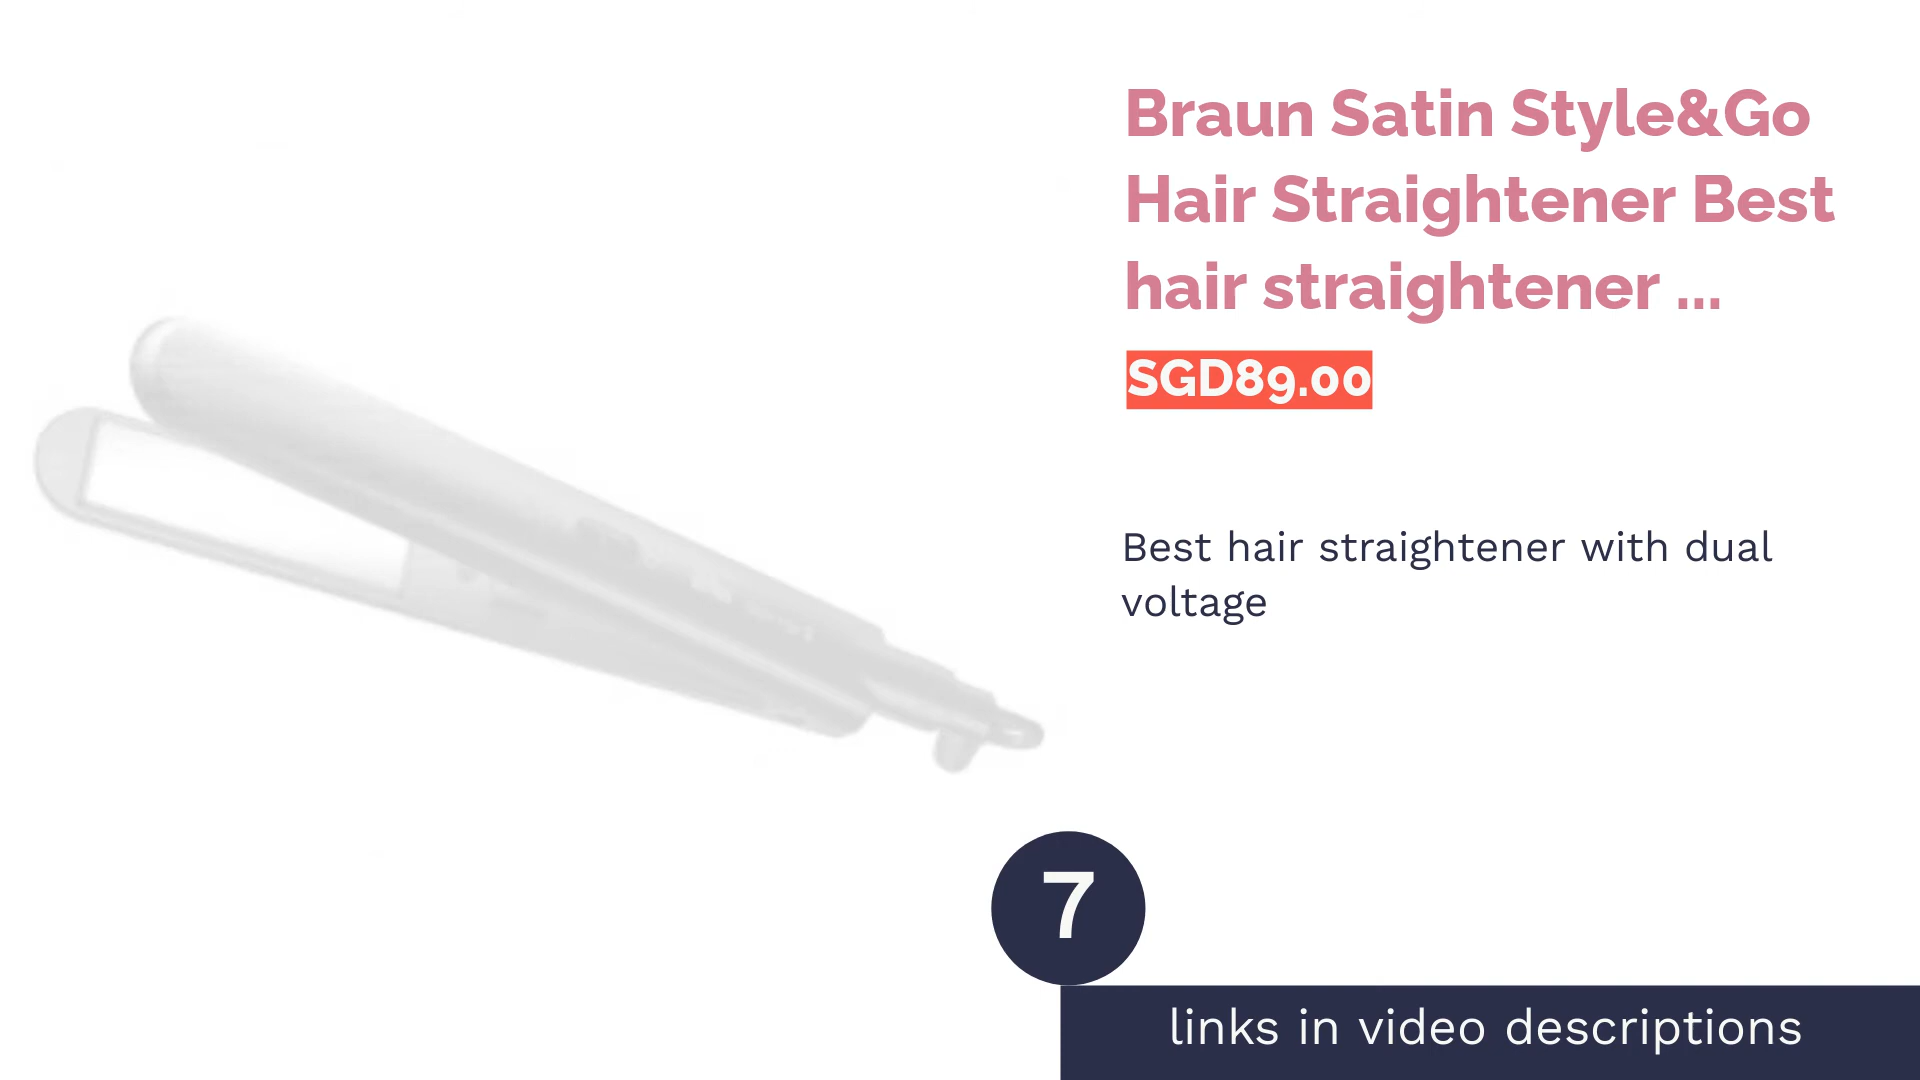 Braun Satin Style&Go
Hair Straightener Best
hair straightener ...
SGD89.00
Best hair straightener with dual
voltage
7
links in video descriptions